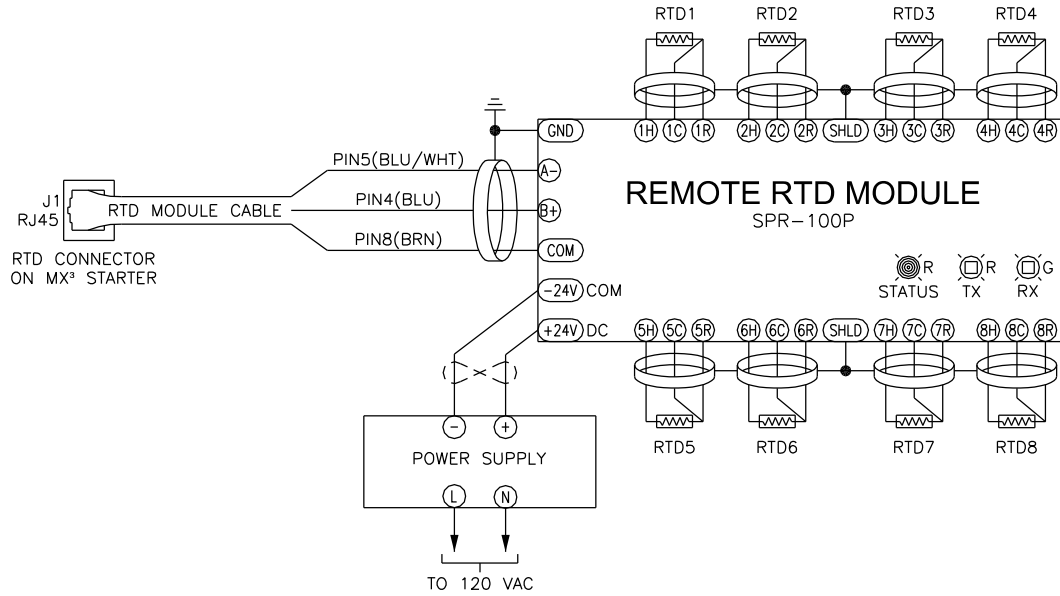 RTD1 RTD2 RTD3 RTD4
1H 1C 1R 2H 2C 2R SHLD 3H 3C 3R 4H 4C 4R
GND
PIN5(BLU/WHT) A-
J1
RJ45
RTD MODULE CABLE
PIN4(BLU) B+
PIN8(BRN) COM
RTD CONNECTOR
ON MX³ STARTER
REMOTE RTD MODULE
SPR-100P
R R G
STATUS TX RX
-24V COM
+24V DC
5H 5C 5R 6H 6C 6R SHLD 7H 7C 7R 8H 8C 8R
RTD5 RTD6 RTD7 RTD8
- +
POWER SUPPLY
L N
TO 120 VAC